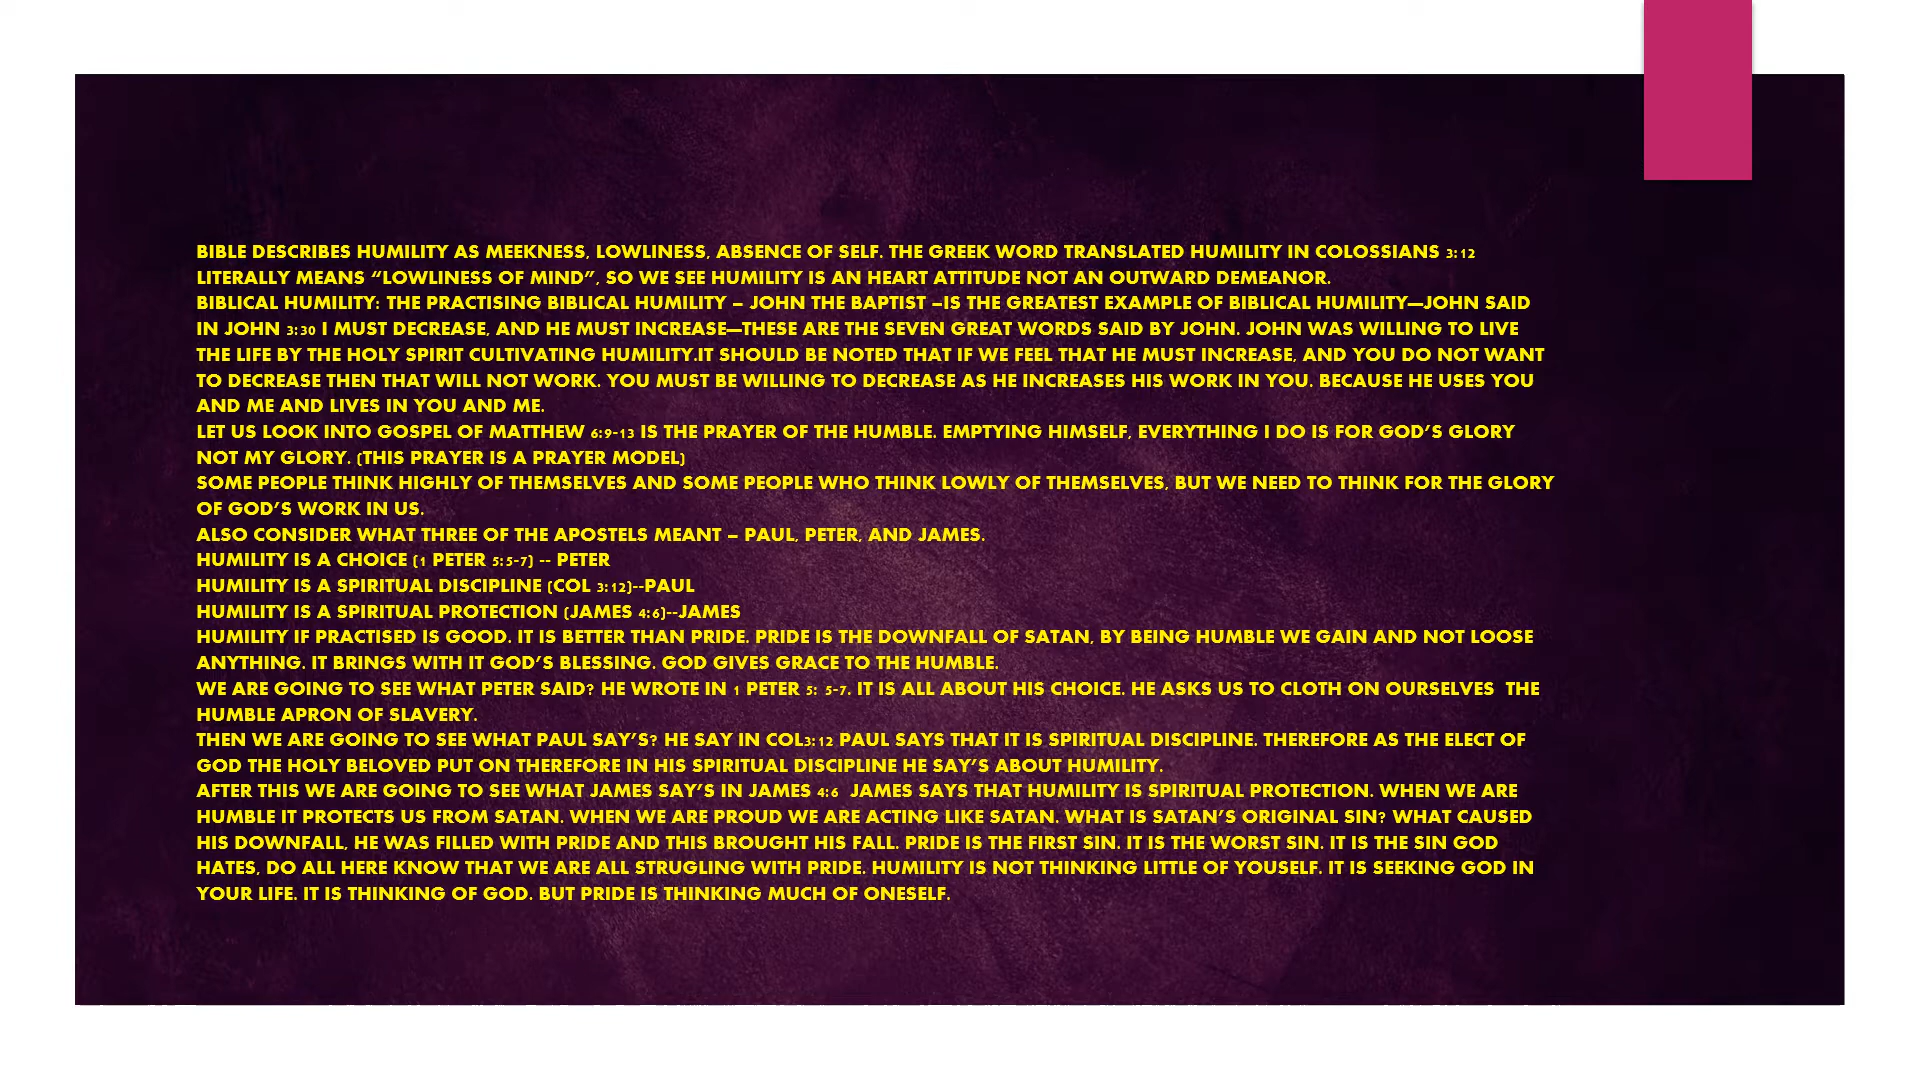 BIBLE DESCRIBES HUMILITY AS MEEKNESS, LOWLINESS, ABSENCE OF SELF. THE GREEK WORD TRANSLATED HUMILITY IN COLOSSIANS 3:12
LITERALLY MEANS “LOWLINESS OF MIND”, SO WE SEE HUMILITY IS AN HEART ATTITUDE NOT AN OUTWARD DEMEANOR.
BIBLICAL HUMILITY: THE PRACTISING BIBLICAL HUMILITY – JOHN THE BAPTIST –IS THE GREATEST EXAMPLE OF BIBLICAL HUMILITY—JOHN SAID
IN JOHN 3:30 I MUST DECREASE, AND HE MUST INCREASE—THESE ARE THE SEVEN GREAT WORDS SAID BY JOHN. JOHN WAS WILLING TO LIVE
THE LIFE BY THE HOLY SPIRIT CULTIVATING HUMILITY.IT SHOULD BE NOTED THAT IF WE FEEL THAT HE MUST INCREASE, AND YOU DO NOT WANT
TO DECREASE THEN THAT WILL NOT WORK. YOU MUST BE WILLING TO DECREASE AS HE INCREASES HIS WORK IN YOU. BECAUSE HE USES YOU
AND ME AND LIVES IN YOU AND ME.
LET US LOOK INTO GOSPEL OF MATTHEW 6:9-13 IS THE PRAYER OF THE HUMBLE. EMPTYING HIMSELF, EVERYTHING I DO IS FOR GOD’S GLORY
NOT MY GLORY. (THIS PRAYER IS A PRAYER MODEL)
SOME PEOPLE THINK HIGHLY OF THEMSELVES AND SOME PEOPLE WHO THINK LOWLY OF THEMSELVES, BUT WE NEED TO THINK FOR THE GLORY
OF GOD’S WORK IN US.
ALSO CONSIDER WHAT THREE OF THE APOSTELS MEANT – PAUL, PETER, AND JAMES.
HUMILITY IS A CHOICE (1 PETER 5:5-7) -- PETER
HUMILITY IS A SPIRITUAL DISCIPLINE (COL 3:12)--PAUL
HUMILITY IS A SPIRITUAL PROTECTION (JAMES 4:6)--JAMES
HUMILITY IF PRACTISED IS GOOD. IT IS BETTER THAN PRIDE. PRIDE IS THE DOWNFALL OF SATAN, BY BEING HUMBLE WE GAIN AND NOT LOOSE
ANYTHING. IT BRINGS WITH IT GOD’S BLESSING. GOD GIVES GRACE TO THE HUMBLE.
WE ARE GOING TO SEE WHAT PETER SAID? HE WROTE IN 1 PETER 5: 5-7. IT IS ALL ABOUT HIS CHOICE. HE ASKS US TO CLOTH ON OURSELVES  THE
HUMBLE APRON OF SLAVERY.
THEN WE ARE GOING TO SEE WHAT PAUL SAY’S? HE SAY IN COL3:12 PAUL SAYS THAT IT IS SPIRITUAL DISCIPLINE. THEREFORE AS THE ELECT OF
GOD THE HOLY BELOVED PUT ON THEREFORE IN HIS SPIRITUAL DISCIPLINE HE SAY’S ABOUT HUMILITY.
AFTER THIS WE ARE GOING TO SEE WHAT JAMES SAY’S IN JAMES 4:6  JAMES SAYS THAT HUMILITY IS SPIRITUAL PROTECTION. WHEN WE ARE
HUMBLE IT PROTECTS US FROM SATAN. WHEN WE ARE PROUD WE ARE ACTING LIKE SATAN. WHAT IS SATAN’S ORIGINAL SIN? WHAT CAUSED
HIS DOWNFALL, HE WAS FILLED WITH PRIDE AND THIS BROUGHT HIS FALL. PRIDE IS THE FIRST SIN. IT IS THE WORST SIN. IT IS THE SIN GOD
HATES, DO ALL HERE KNOW THAT WE ARE ALL STRUGLING WITH PRIDE. HUMILITY IS NOT THINKING LITTLE OF YOUSELF. IT IS SEEKING GOD IN
YOUR LIFE. IT IS THINKING OF GOD. BUT PRIDE IS THINKING MUCH OF ONESELF.